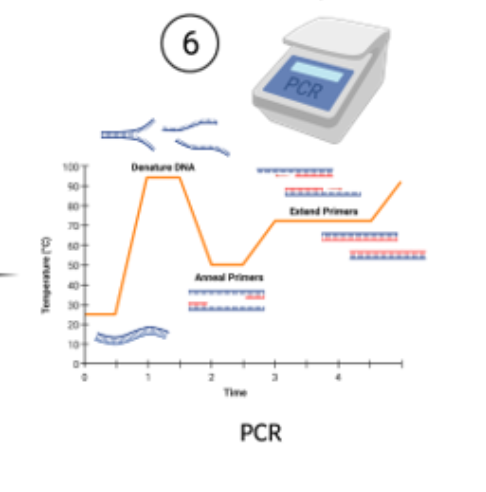 6
PCR
Denature DNA
100
90
80
70
60
50
40
30
20
10
0
Temperature (°C)
Extend Primers
Anneal Primers
0 1 2 3 4
Time
PCR